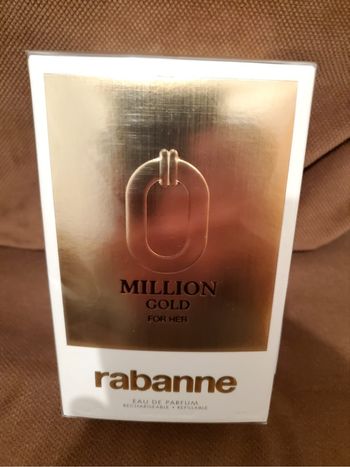 MILLION
GOLD
FOR HER
rabanne
EAU DE PARFUM
RECHARGEABLE • REFILLABLE